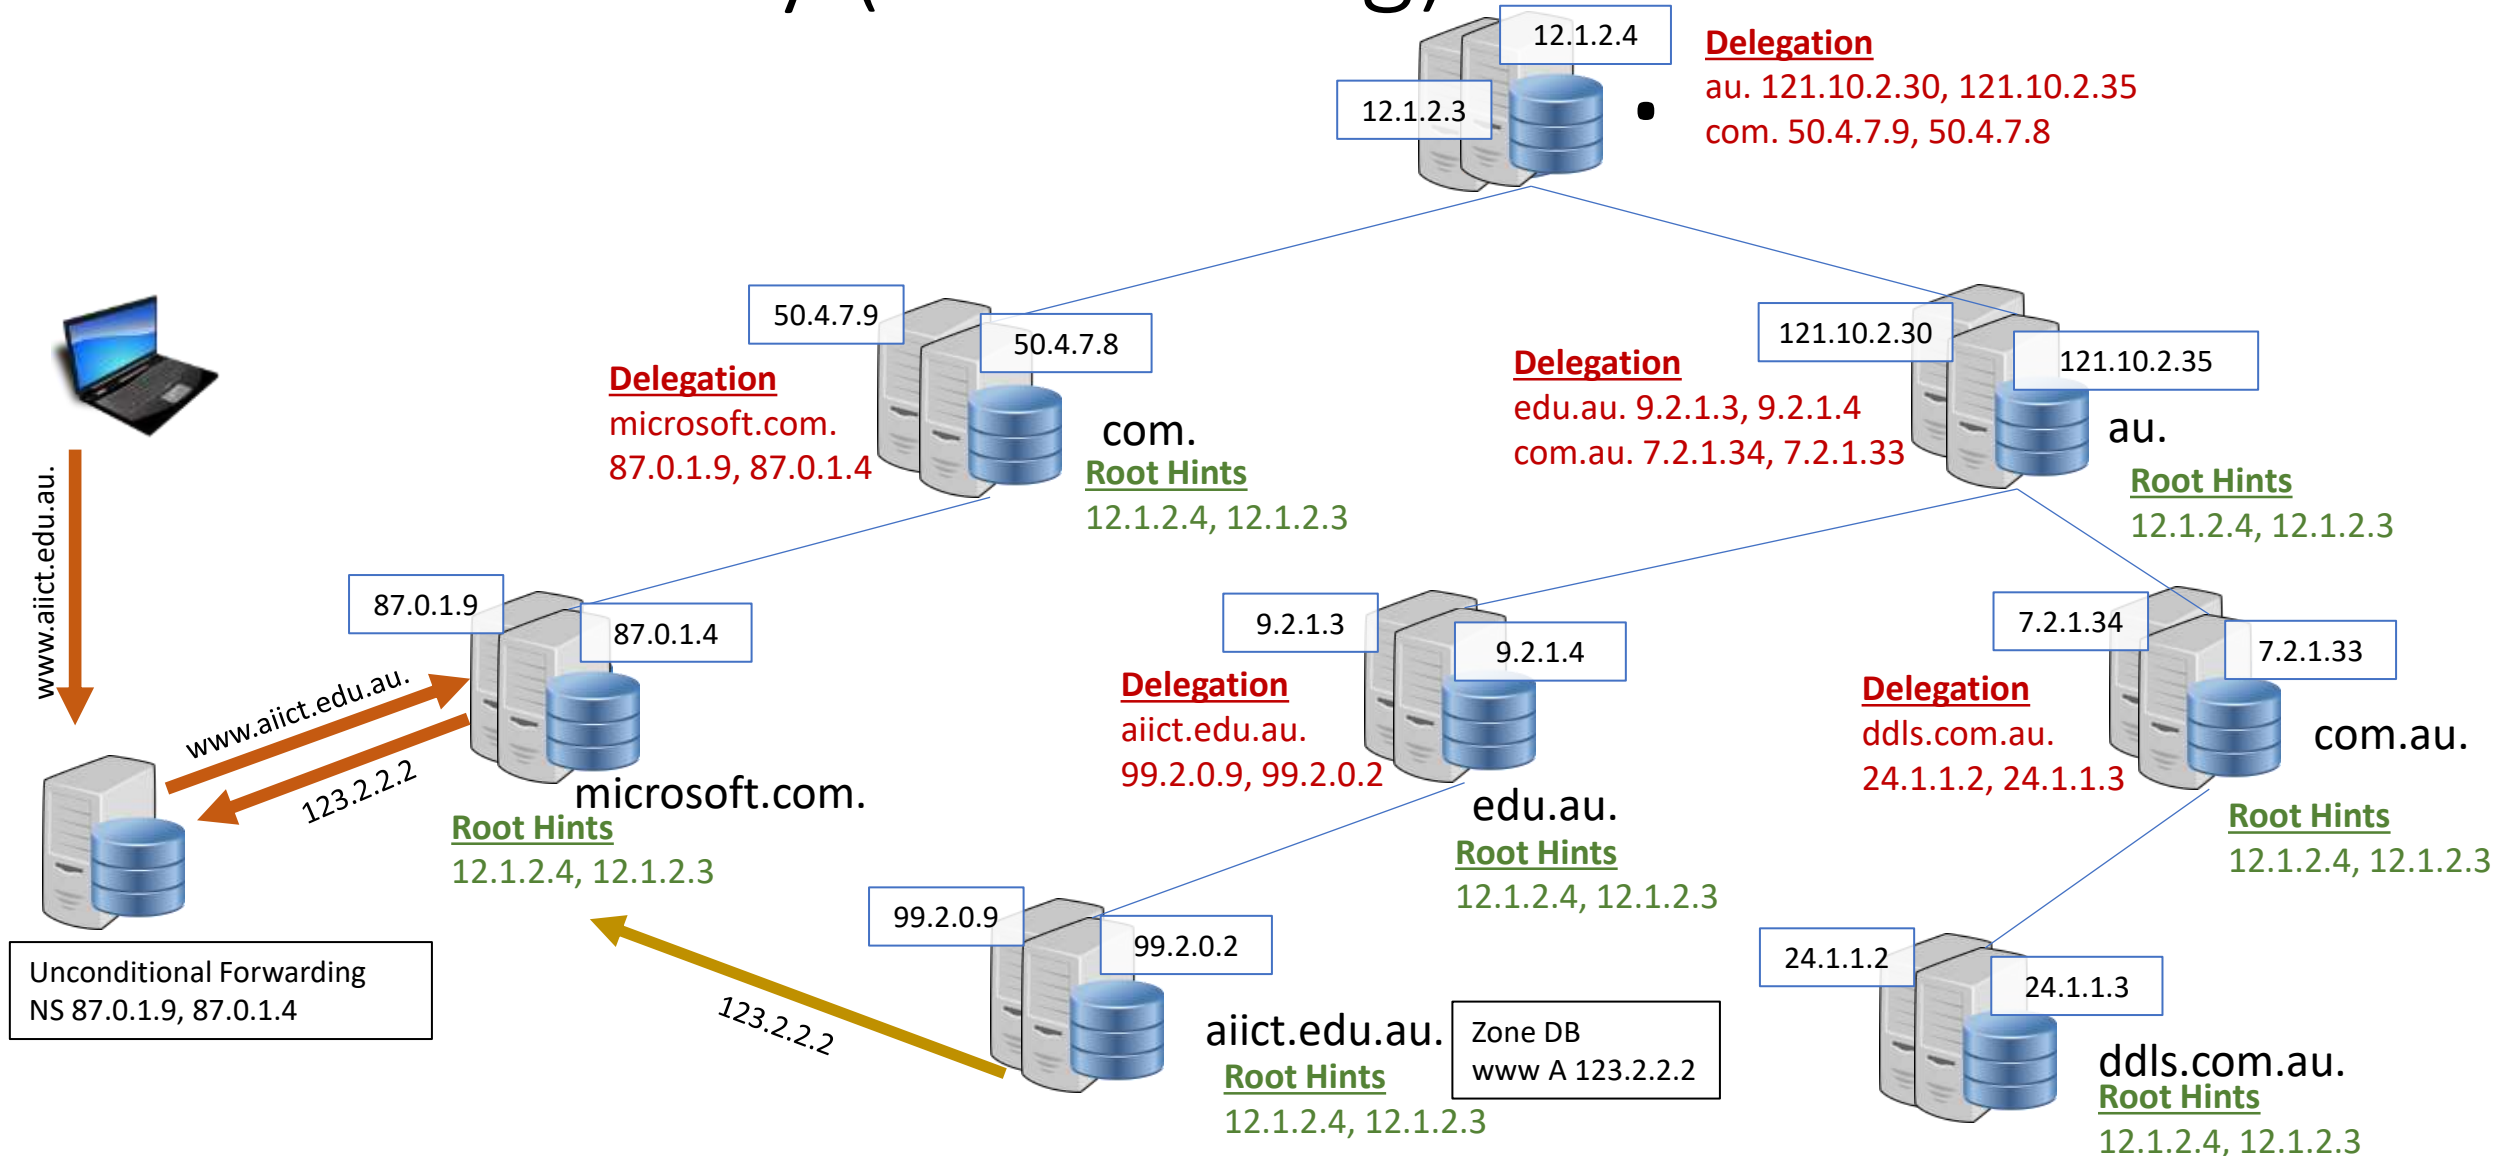 12.1.2.4
12.1.2.3
.
Delegation
au. 121.10.2.30, 121.10.2.35
com. 50.4.7.9, 50.4.7.8
50.4.7.9
50.4.7.8
Delegation
microsoft.com.
87.0.1.9, 87.0.1.4
com.
Root Hints
12.1.2.4, 12.1.2.3
121.10.2.30
121.10.2.35
Delegation
edu.au. 9.2.1.3, 9.2.1.4
com.au. 7.2.1.34, 7.2.1.33
au.
Root Hints
12.1.2.4, 12.1.2.3
www.aiict.edu.au.
87.0.1.9
87.0.1.4
www.aiict.edu.au.
123.2.2.2
microsoft.com.
Root Hints
12.1.2.4, 12.1.2.3
9.2.1.3
9.2.1.4
Delegation
aiict.edu.au.
99.2.0.9, 99.2.0.2
edu.au.
Root Hints
12.1.2.4, 12.1.2.3
7.2.1.34
7.2.1.33
Delegation
ddls.com.au.
24.1.1.2, 24.1.1.3
com.au.
Root Hints
12.1.2.4, 12.1.2.3
Unconditional Forwarding
NS 87.0.1.9, 87.0.1.4
123.2.2.2
99.2.0.9
99.2.0.2
aiict.edu.au.
Root Hints
12.1.2.4, 12.1.2.3
Zone DB
www A 123.2.2.2
24.1.1.2
24.1.1.3
ddls.com.au.
Root Hints
12.1.2.4, 12.1.2.3